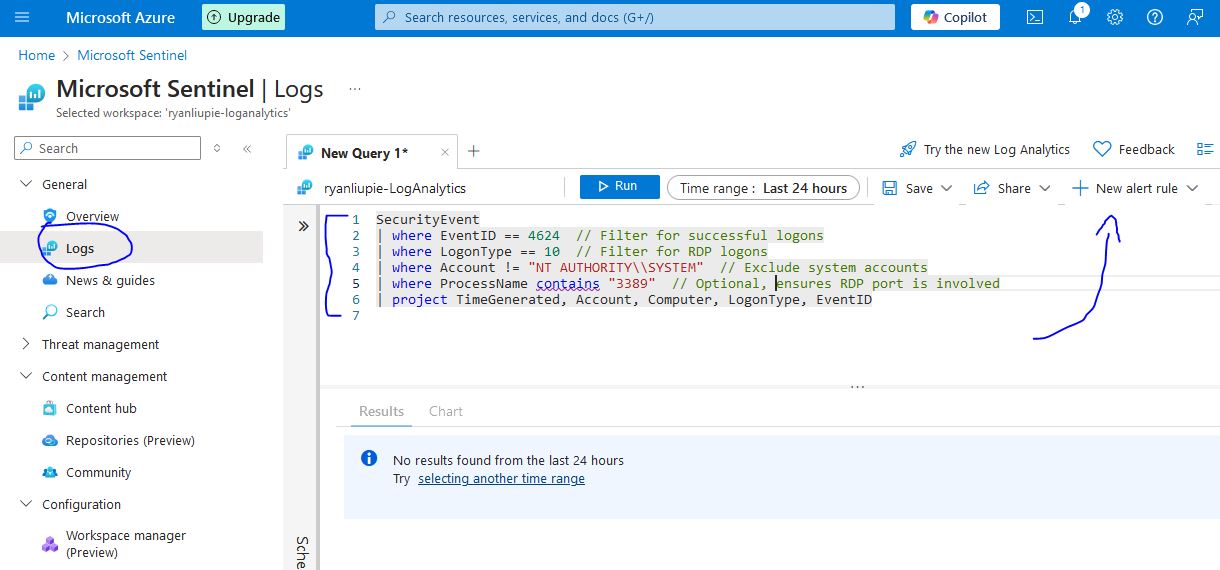 Microsoft Azure
Upgrade
Search resources, services, and docs (G+/)
Copilot
1
Home > Microsoft Sentinel
Microsoft Sentinel | Logs ...
Selected workspace: 'ryanliupie-loganalytics'
Search
General
Overview
Logs
News & guides
Search
Threat management
Content management
Content hub
Repositories (Preview)
Community
Configuration
Workspace manager
(Preview)
New Query 1*
Try the new Log Analytics
Feedback
ryanliupie-LogAnalytics
Run
Time range : Last 24 hours
Save
Share
New alert rule
1 SecurityEvent
2 | where EventID == 4624 // Filter for successful logons
3 | where LogonType == 10 // Filter for RDP logons
4 | where Account != "NT AUTHORITY\\SYSTEM" // Exclude system accounts
5 | where ProcessName contains "3389" // Optional, ensures RDP port is involved
6 | project TimeGenerated, Account, Computer, LogonType, EventID
7
Sche
Results Chart
No results found from the last 24 hours
Try selecting another time range